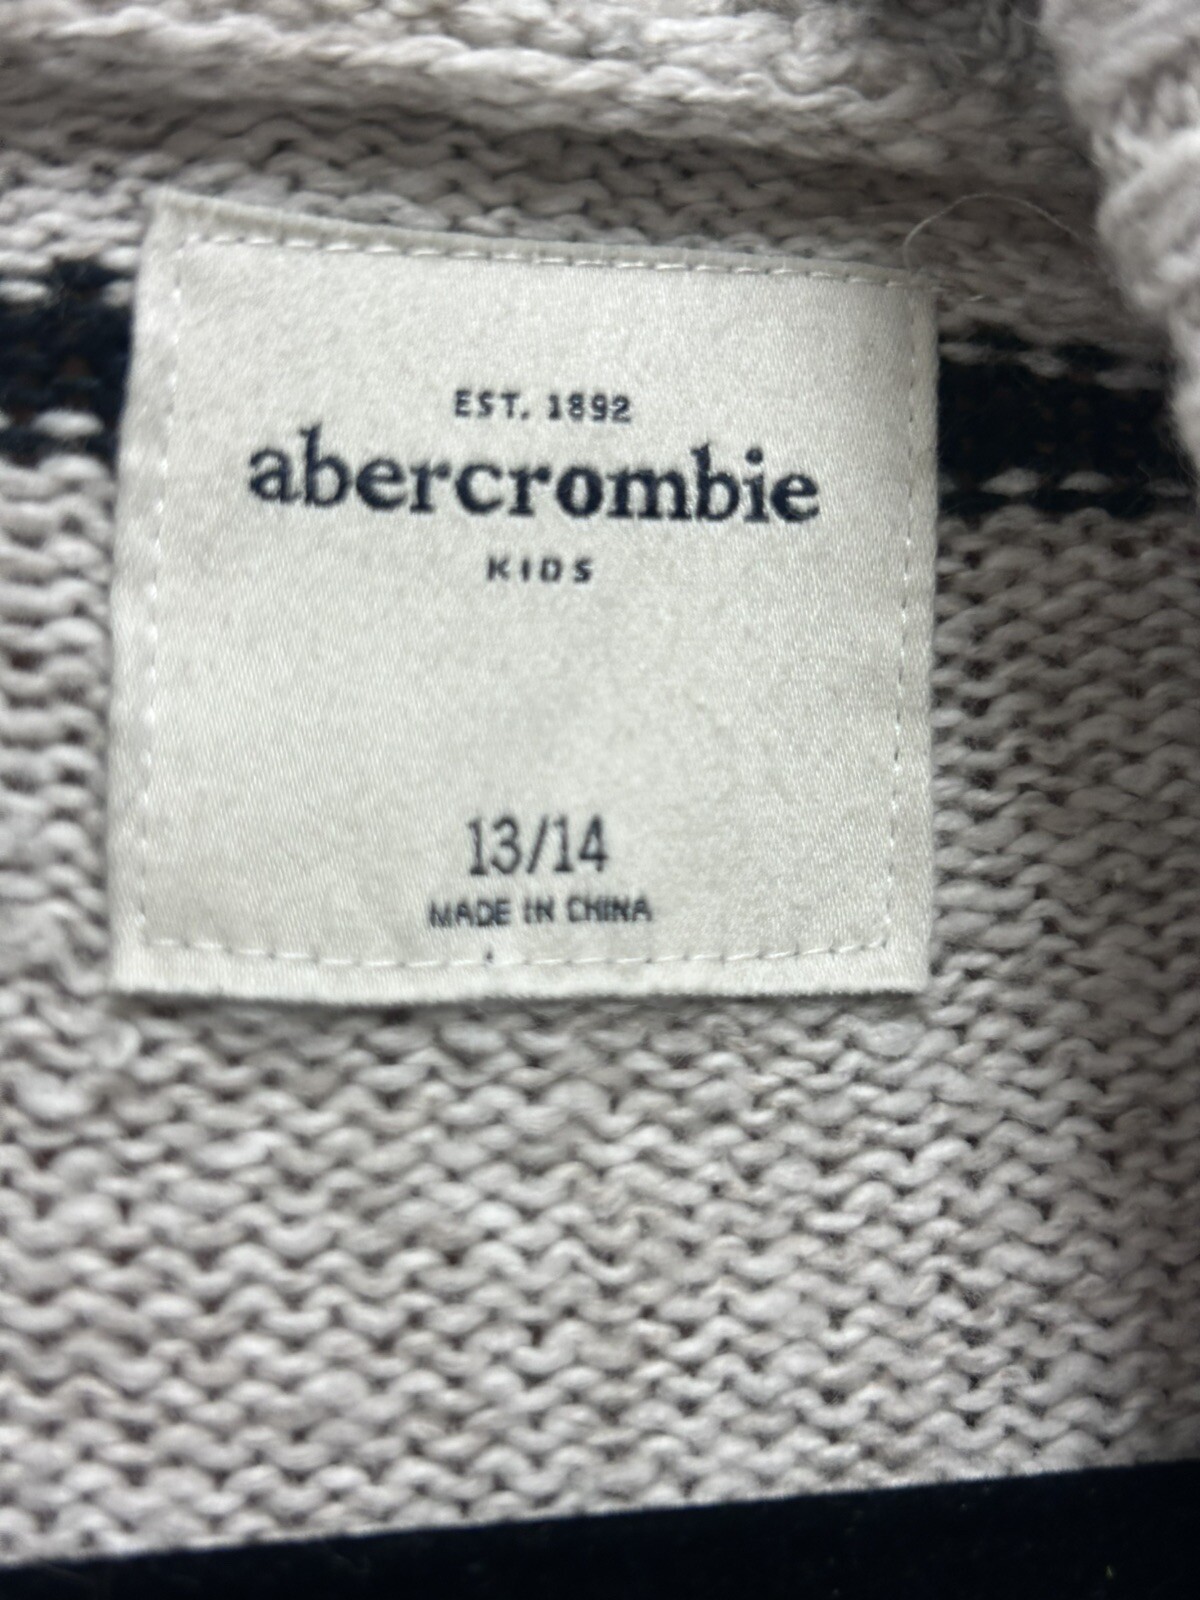 EST. 1892
abercrombie
KIDS
13/14
MADE IN CHINA